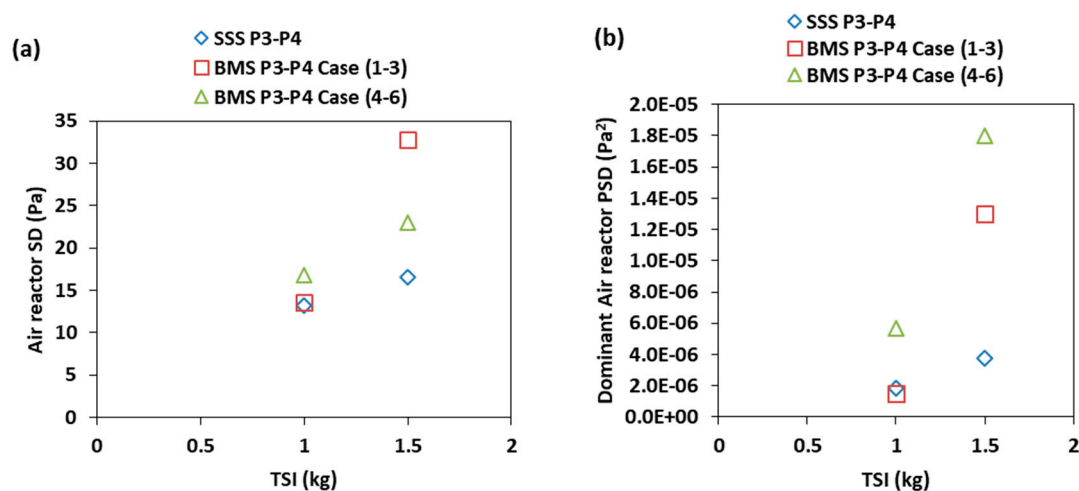 (a)
SSS P3-P4
BMS P3-P4 Case (1-3)
BMS P3-P4 Case (4-6)
35
30
25
20
15
10
5
0
Air reactor SD (Pa)
0 0.5 1 1.5 2
TSI (kg)
(b)
SSS P3-P4
BMS P3-P4 Case (1-3)
BMS P3-P4 Case (4-6)
2.0E-05
1.8E-05
1.6E-05
1.4E-05
1.2E-05
1.0E-05
8.0E-06
6.0E-06
4.0E-06
2.0E-06
0.0E+00
Dominant Air reactor PSD (Pa²)
0 0.5 1 1.5 2
TSI (kg)